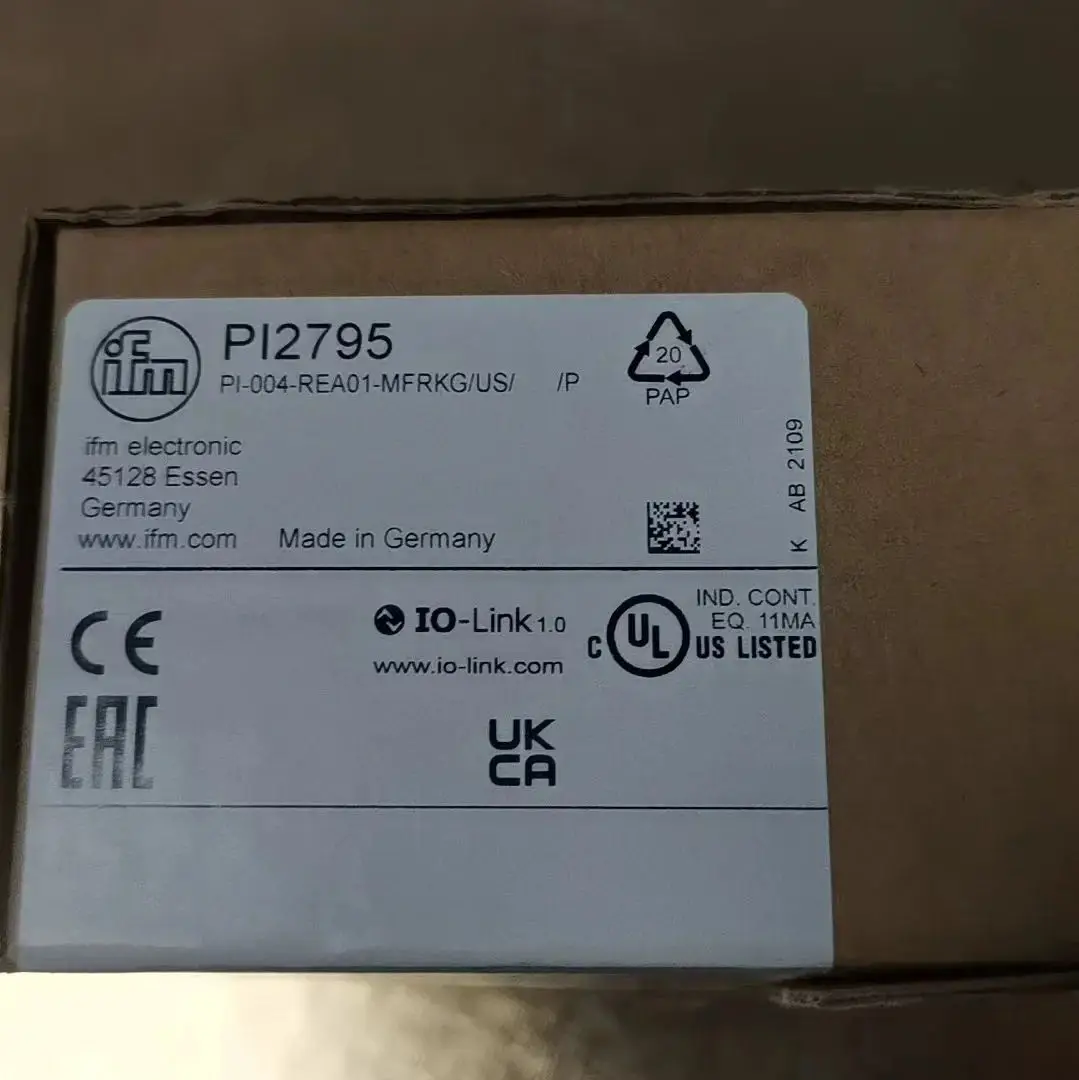 ifm
PI2795
PI-004-REA01-MFRKG/US/ /P
20
PAP
ifm electronic
45128 Essen
Germany
www.ifm.com
Made in Germany
K AB 2109
CE
IO-Link 1.0
www.io-link.com
C UL US LISTED
IND. CONT.
EQ. 11MA
EAC
UK
CA